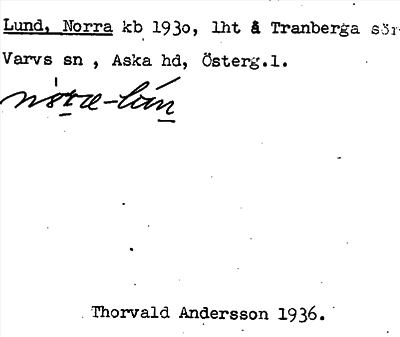 Lund, Norra kb 1930, lht å Tranberga sör
Varvs sn , Aska hd, Österg.l.
Thorvald Andersson 1936.